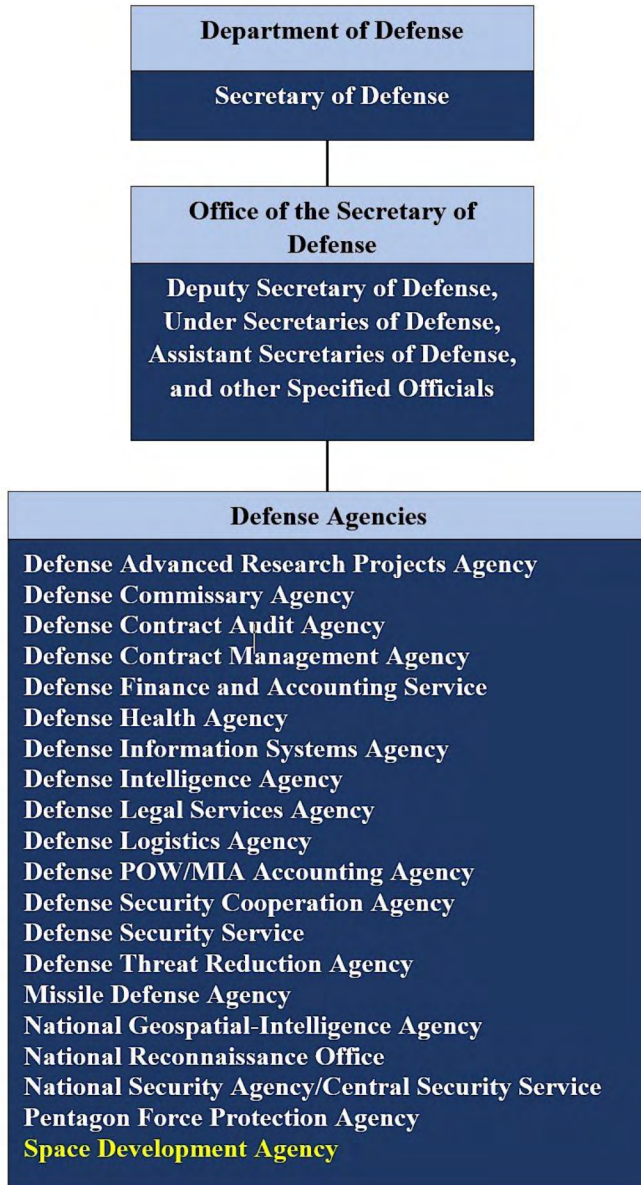 Department of Defense
Secretary of Defense
Office of the Secretary of
Defense
Deputy Secretary of Defense,
Under Secretaries of Defense,
Assistant Secretaries of Defense,
and other Specified Officials
Defense Agencies
Defense Advanced Research Projects Agency
Defense Commissary Agency
Defense Contract Audit Agency
Defense Contract Management Agency
Defense Finance and Accounting Service
Defense Health Agency
Defense Information Systems Agency
Defense Intelligence Agency
Defense Legal Services Agency
Defense Logistics Agency
Defense POW/MIA Accounting Agency
Defense Security Cooperation Agency
Defense Security Service
Defense Threat Reduction Agency
Missile Defense Agency
National Geospatial-Intelligence Agency
National Reconnaissance Office
National Security Agency/Central Security Service
Pentagon Force Protection Agency
Space Development Agency